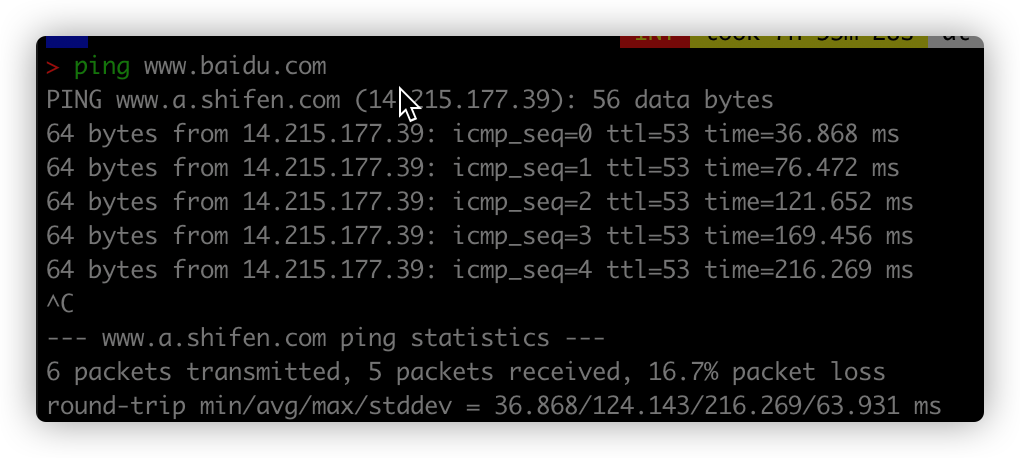 > ping www.baidu.com
PING www.a.shifen.com (14.215.177.39): 56 data bytes
64 bytes from 14.215.177.39: icmp_seq=0 ttl=53 time=36.868 ms
64 bytes from 14.215.177.39: icmp_seq=1 ttl=53 time=76.472 ms
64 bytes from 14.215.177.39: icmp_seq=2 ttl=53 time=121.652 ms
64 bytes from 14.215.177.39: icmp_seq=3 ttl=53 time=169.456 ms
64 bytes from 14.215.177.39: icmp_seq=4 ttl=53 time=216.269 ms
^C
--- www.a.shifen.com ping statistics ---
6 packets transmitted, 5 packets received, 16.7% packet loss
round-trip min/avg/max/stddev = 36.868/124.143/216.269/63.931 ms